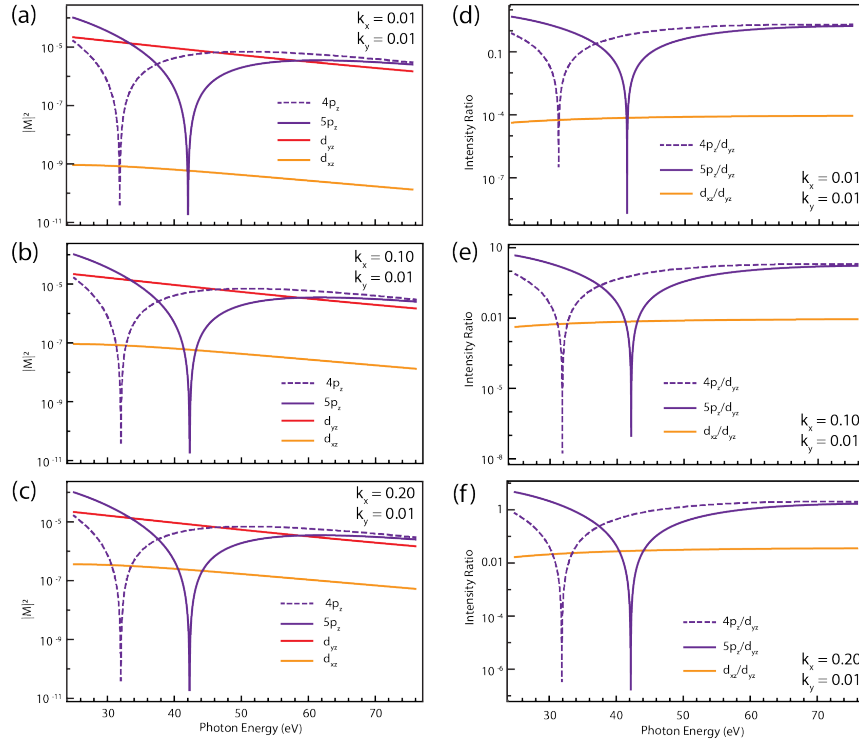 (a)
k_x = 0.01
k_y = 0.01
10^-5
10^-7
10^-9
10^-11
|M|²
4p_z
5p_z
d_yz
d_xz
(b)
k_x = 0.10
k_y = 0.01
10^-5
10^-7
10^-9
10^-11
|M|²
4p_z
5p_z
d_yz
d_xz
(c)
k_x = 0.20
k_y = 0.01
10^-5
10^-7
10^-9
10^-11
|M|²
4p_z
5p_z
d_yz
d_xz
30 40 50 60 70
Photon Energy (eV)
(d)
0.1
10^-4
10^-7
Intensity Ratio
4p_z/d_yz
5p_z/d_yz
d_xz/d_yz
k_x = 0.01
k_y = 0.01
(e)
10
0.01
10^-5
10^-8
Intensity Ratio
4p_z/d_yz
5p_z/d_yz
d_xz/d_yz
k_x = 0.10
k_y = 0.01
(f)
1
0.01
10^-6
Intensity Ratio
4p_z/d_yz
5p_z/d_yz
d_xz/d_yz
k_x = 0.20
k_y = 0.01
30 40 50 60 70
Photon Energy (eV)